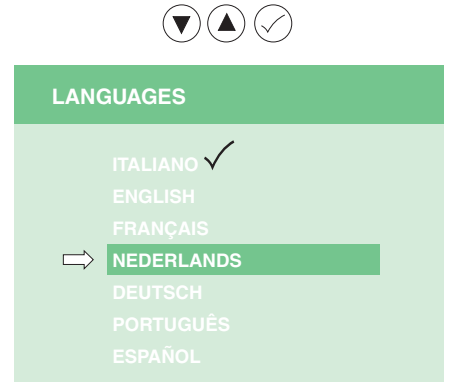 LANGUAGES
ITALIANO
ENGLISH
FRANÇAIS
NEDERLANDS
DEUTSCH
PORTUGUÊS
ESPAÑOL